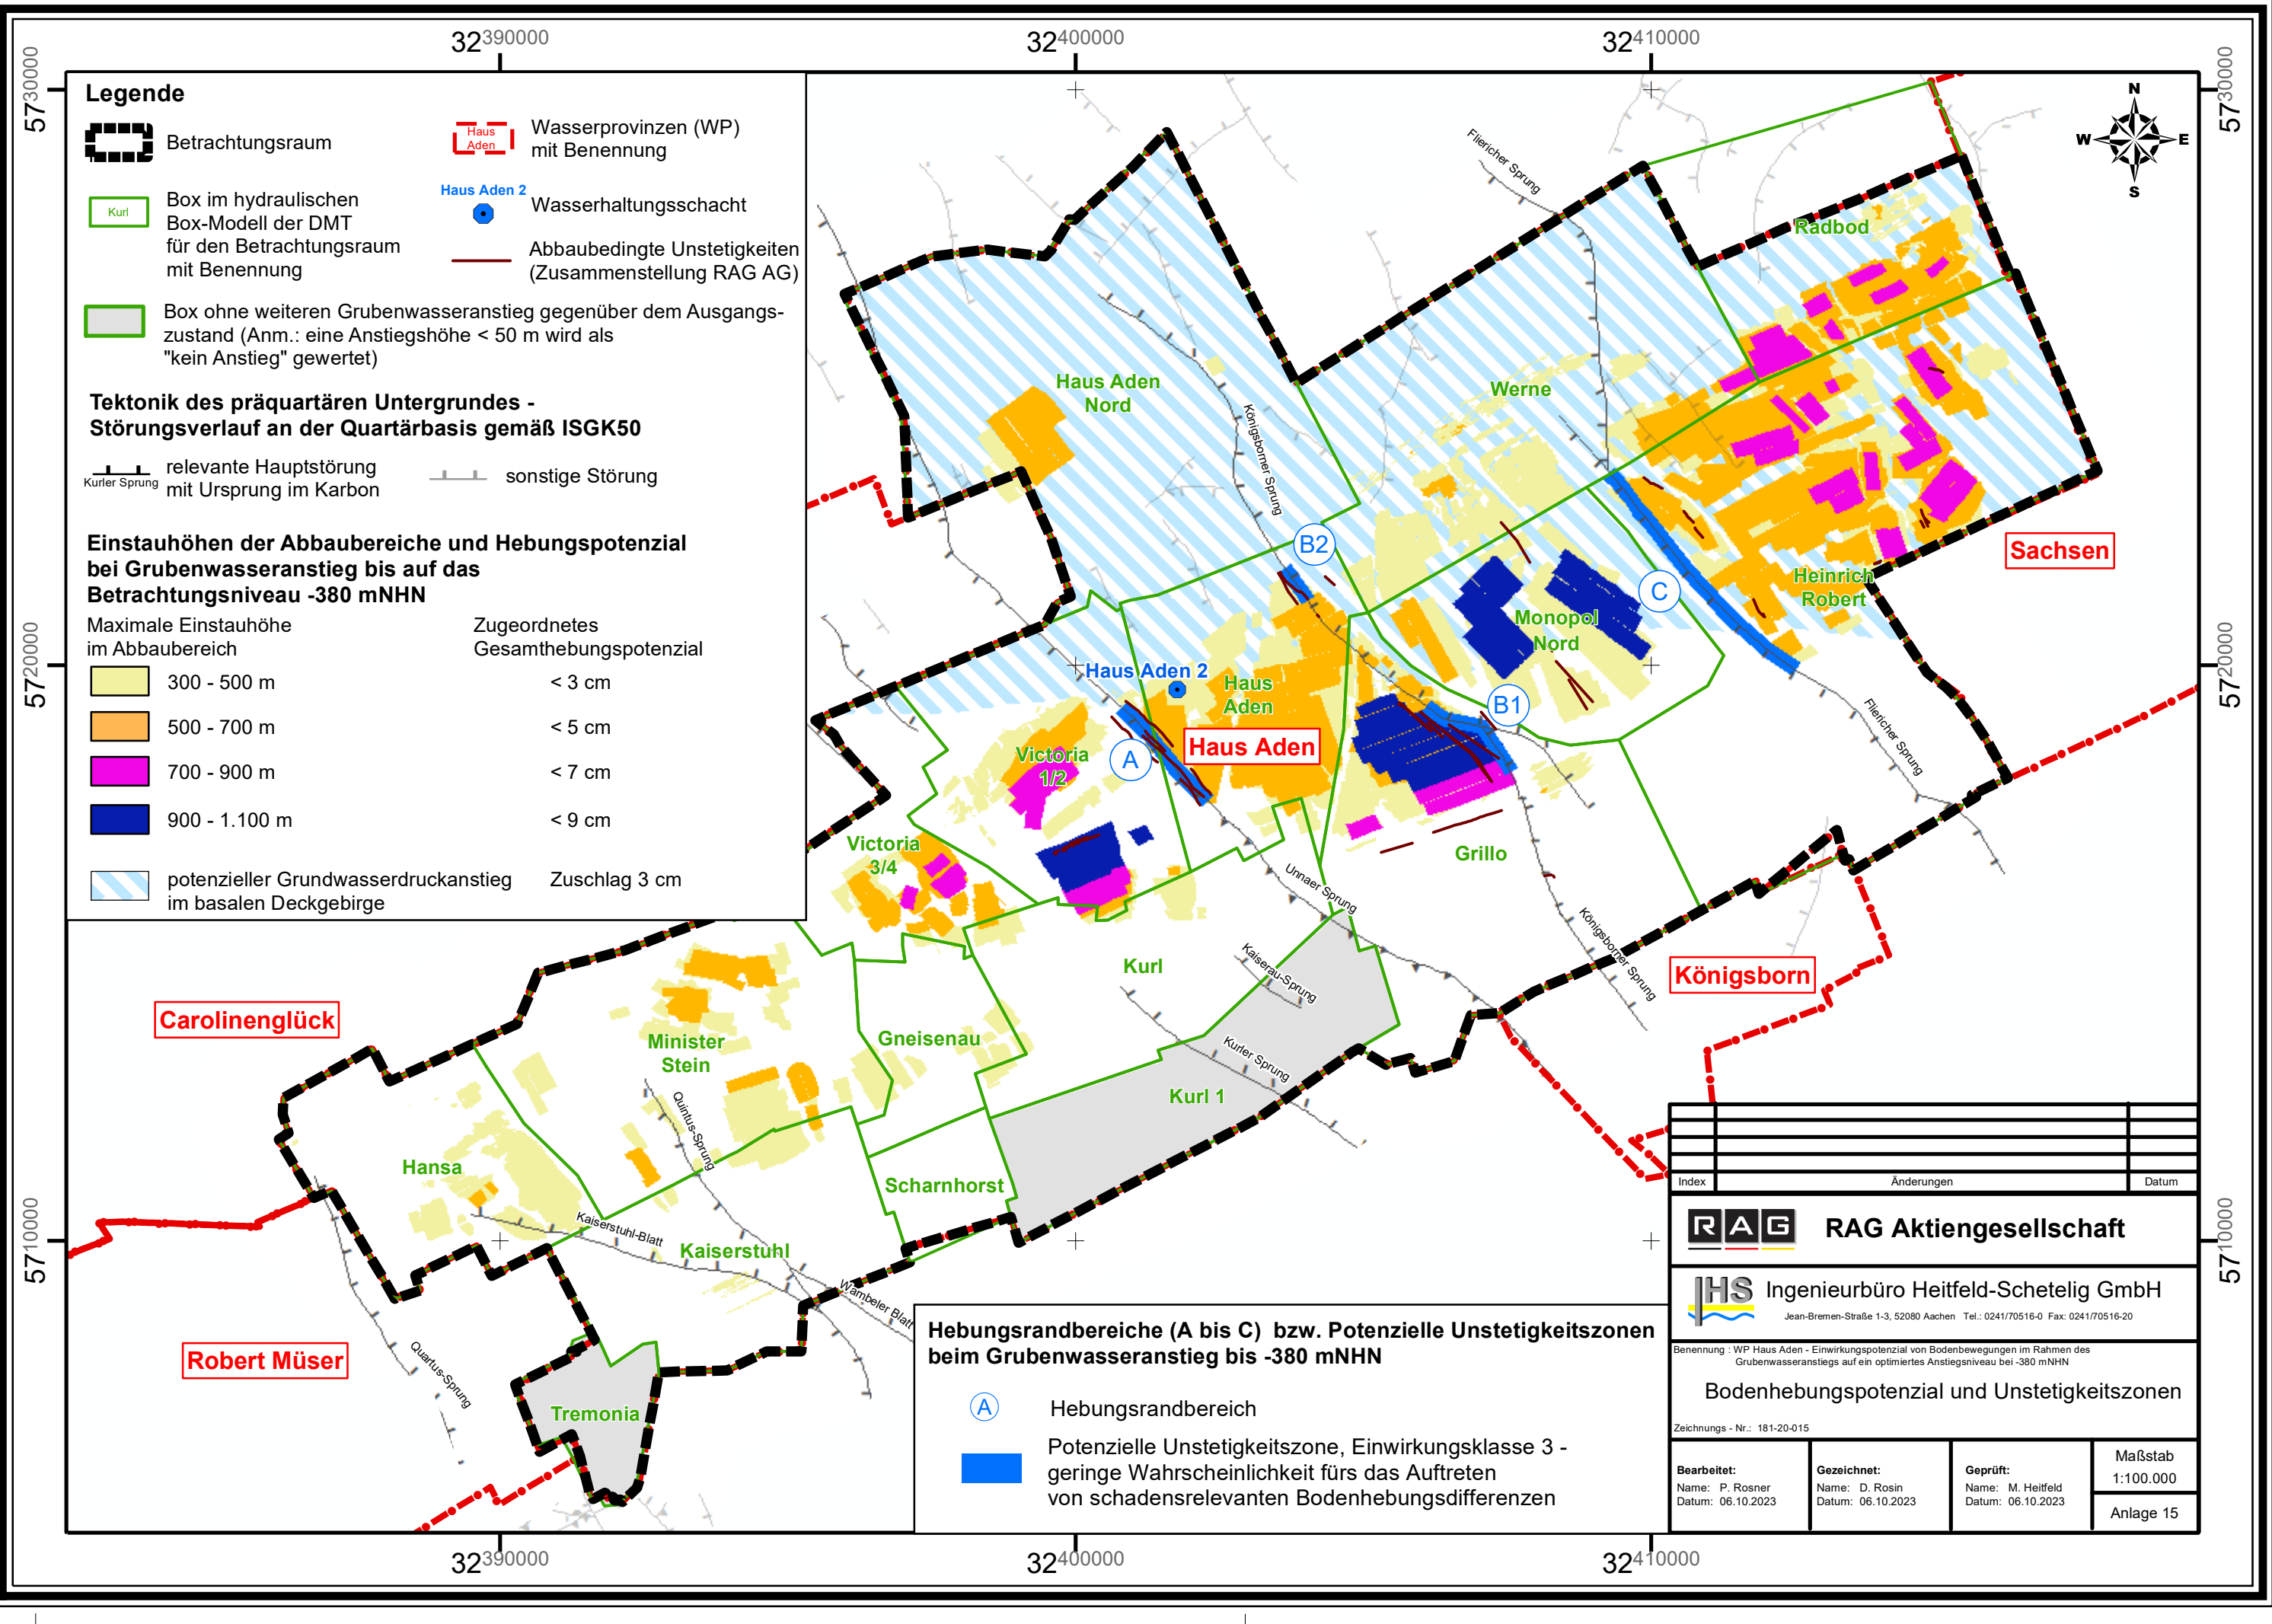 32390000
32400000
32410000
5730000
5730000
Legende
Betrachtungsraum
Haus
Aden
Wasserprovinzen (WP)
mit Benennung
Kurl
Box im hydraulischen
Box-Modell der DMT
für den Betrachtungsraum
mit Benennung
Haus Aden 2
Wasserhaltungsschacht
Abbaubedingte Unstetigkeiten
(Zusammenstellung RAG AG)
Box ohne weiteren Grubenwasseranstieg gegenüber dem Ausgangs-
zustand (Anm.: eine Anstiegshöhe < 50 m wird als
"kein Anstieg" gewertet)
Tektonik des präquartären Untergrundes -
Störungsverlauf an der Quartärbasis gemäß ISGK50
Kurler Sprung
relevante Hauptstörung
mit Ursprung im Karbon
sonstige Störung
Einstauhöhen der Abbaubereiche und Hebungspotenzial
bei Grubenwasseranstieg bis auf das
Betrachtungsniveau -380 mNHN
Maximale Einstauhöhe
im Abbaubereich
Zugeordnetes
Gesamthebungspotenzial
300 - 500 m
< 3 cm
500 - 700 m
< 5 cm
700 - 900 m
< 7 cm
900 - 1.100 m
< 9 cm
potenzieller Grundwasserdruckanstieg
im basalen Deckgebirge
Zuschlag 3 cm
N
W
E
S
Fliericher Sprung
Radbod
Haus Aden
Nord
Werne
Königsborner Sprung
B2
Sachsen
C
Heinrich
Robert
Monopol
Nord
5720000
5720000
Haus Aden 2
Haus
Aden
B1
Haus Aden
A
Victoria
1/2
Fliericher Sprung
Victoria
3/4
Grillo
Unnaer Sprung
Königsborner Sprung
Kurl
Kaiserau-Sprung
Königsborn
Carolinenglück
Minister
Stein
Gneisenau
Kurler Sprung
Kurl 1
Quintus-Sprung
Hansa
Scharnhorst
Kaiserstuhl-Blatt
Kaiserstuhl
5710000
5710000
Wambeler Blatt
Robert Müser
Quartus-Sprung
Tremonia
Hebungsrandbereiche (A bis C) bzw. Potenzielle Unstetigkeitszonen
beim Grubenwasseranstieg bis -380 mNHN
A
Hebungsrandbereich
Potenzielle Unstetigkeitszone, Einwirkungsklasse 3 -
geringe Wahrscheinlichkeit fürs das Auftreten
von schadensrelevanten Bodenhebungsdifferenzen
Index
Änderungen
Datum
RAG
RAG Aktiengesellschaft
IHS
Ingenieurbüro Heitfeld-Schetelig GmbH
Jean-Bremen-Straße 1-3, 52080 Aachen Tel.: 0241/70516-0 Fax: 0241/70516-20
Benennung : WP Haus Aden - Einwirkungspotenzial von Bodenbewegungen im Rahmen des
Grubenwasseranstiegs auf ein optimiertes Anstiegsniveau bei -380 mNHN
Bodenhebungspotenzial und Unstetigkeitszonen
Zeichnungs - Nr.: 181-20-015
Bearbeitet:
Name: P. Rosner
Datum: 06.10.2023
Gezeichnet:
Name: D. Rosin
Datum: 06.10.2023
Geprüft:
Name: M. Heitfeld
Datum: 06.10.2023
Maßstab
1:100.000
Anlage 15
32390000
32400000
32410000